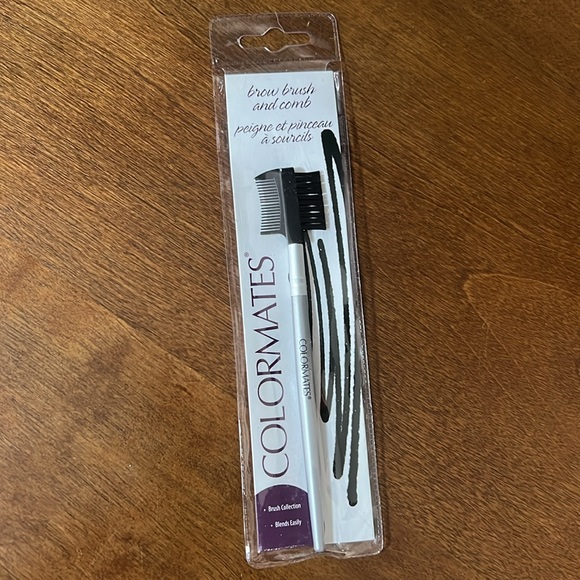 brow brush
and comb
peigne et pinceau
à sourcils
COLORMATES®
COLORMATES®
• Brush Collection
• Blends Easily